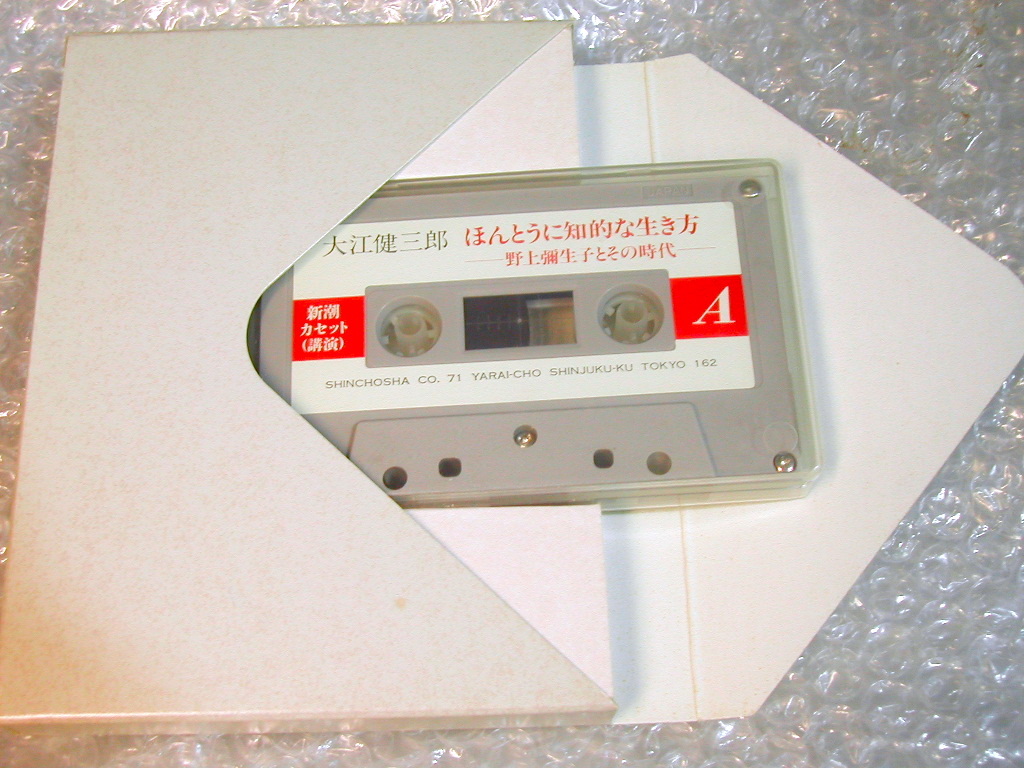 大江健三郎 ほんとうに知的な生き方
──野上彌生子とその時代──
新潮
カセット
(講演)
A
SHINCHOSHA CO. 71 YARAI-CHO SHINJUKU-KU TOKYO 162